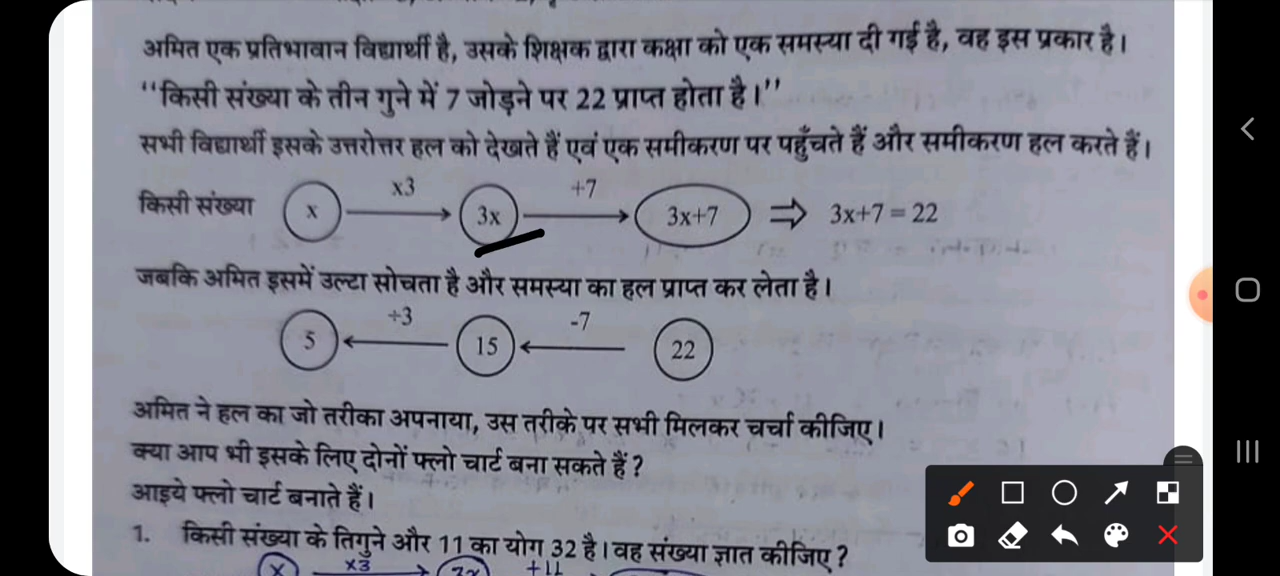 अमित एक प्रतिभावान विद्यार्थी है, उसके शिक्षक द्वारा कक्षा को एक समस्या दी गई है, वह इस प्रकार है।
“किसी संख्या के तीन गुने में 7 जोड़ने पर 22 प्राप्त होता है।”
सभी विद्यार्थी इसके उत्तरोत्तर हल को देखते हैं एवं एक समीकरण पर पहुँचते हैं और समीकरण हल करते हैं।
किसी संख्या x x3 3x +7 3x+7 ⇒ 3x+7 = 22
जबकि अमित इसमें उल्टा सोचता है और समस्या का हल प्राप्त कर लेता है।
5 ÷3 15 -7 22
अमित ने हल का जो तरीका अपनाया, उस तरीके पर सभी मिलकर चर्चा कीजिए।
क्या आप भी इसके लिए दोनों फ्लो चार्ट बना सकते हैं?
आइये फ्लो चार्ट बनाते हैं।
1. किसी संख्या के तिगुने और 11 का योग 32 है। वह संख्या ज्ञात कीजिए?
x x3 3x +11